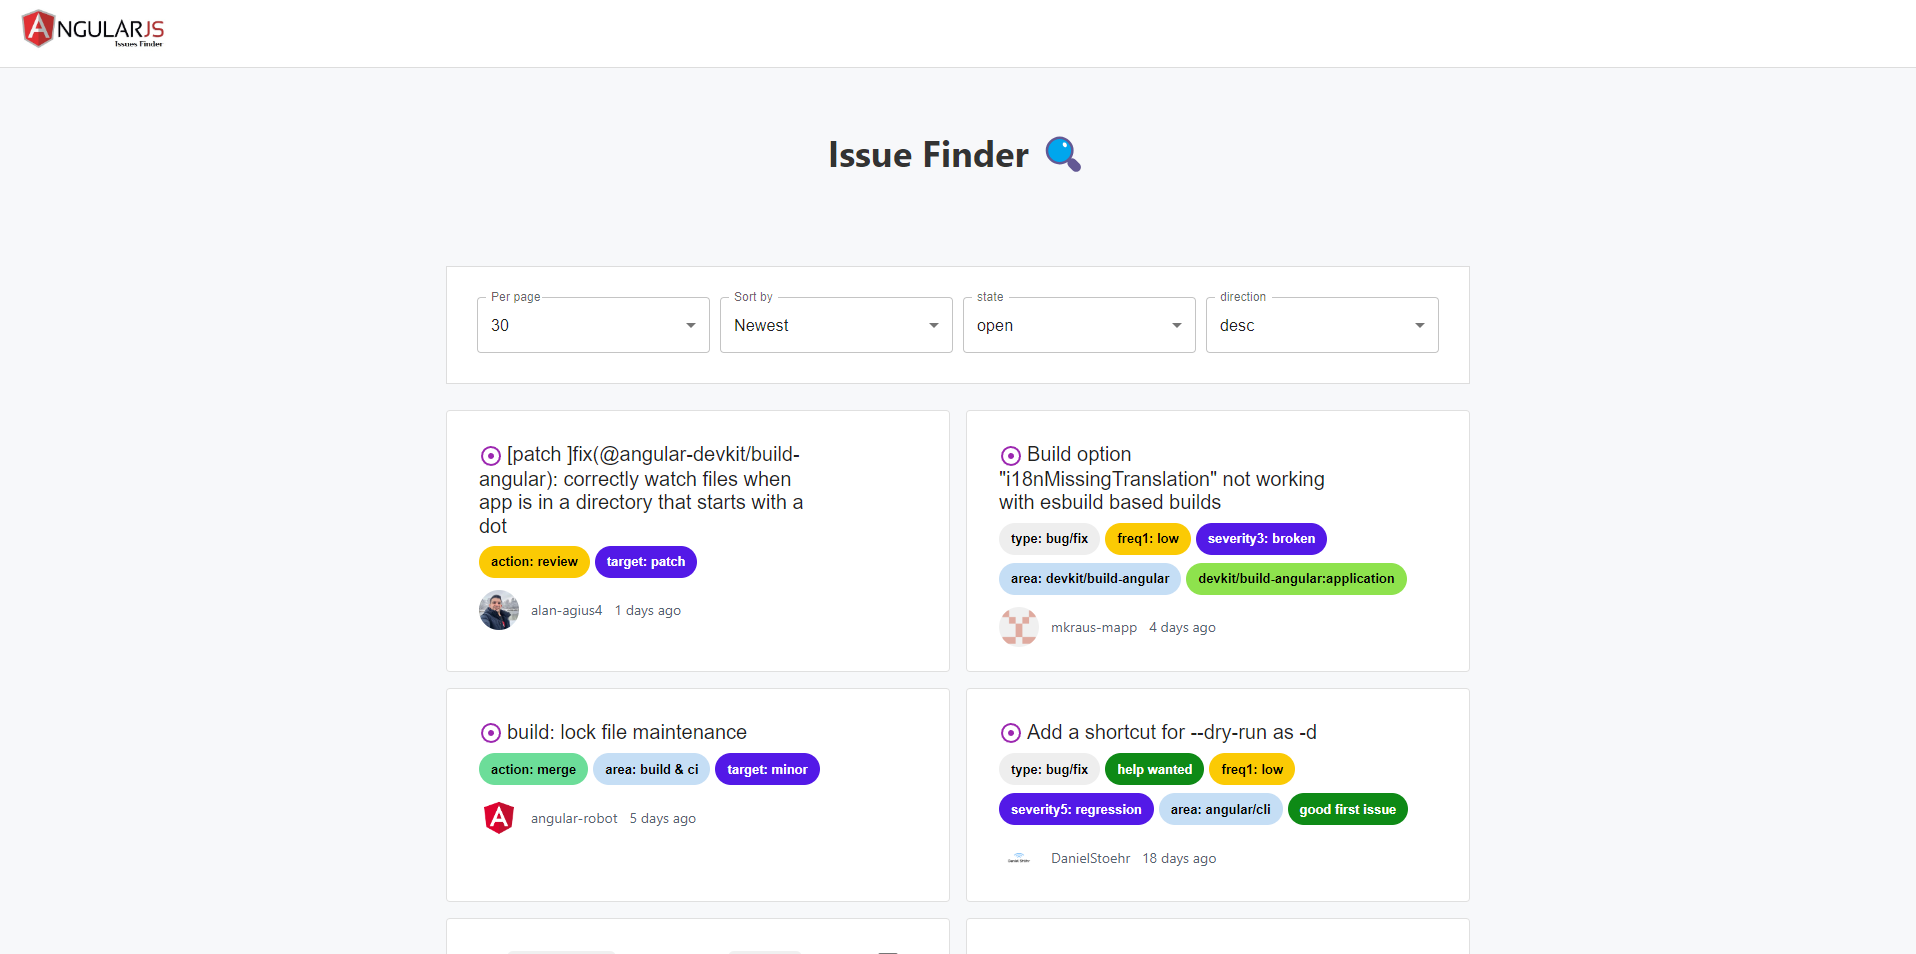 ANGULARJS
Issues Finder
Issue Finder
Per page
30
Sort by
Newest
state
open
direction
desc
[patch ]fix(@angular-devkit/build-
angular): correctly watch files when
app is in a directory that starts with a
dot
action: review
target: patch
alan-agius4 1 days ago
Build option
"i18nMissingTranslation" not working
with esbuild based builds
type: bug/fix
freq1: low
severity3: broken
area: devkit/build-angular
devkit/build-angular:application
mkraus-mapp 4 days ago
build: lock file maintenance
action: merge
area: build & ci
target: minor
angular-robot 5 days ago
Add a shortcut for --dry-run as -d
type: bug/fix
help wanted
freq1: low
severity5: regression
area: angular/cli
good first issue
DanielStoehr 18 days ago